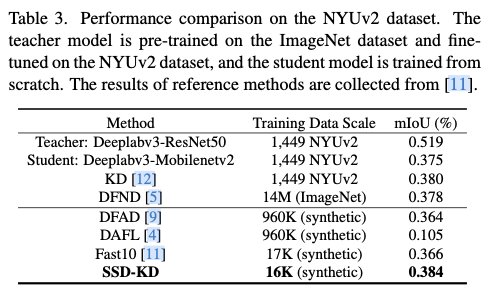 Table 3. Performance comparison on the NYUv2 dataset. The
teacher model is pre-trained on the ImageNet dataset and fine-
tuned on the NYUv2 dataset, and the student model is trained from
scratch. The results of reference methods are collected from [11].
Method Training Data Scale mIoU (%)
Teacher: Deeplabv3-ResNet50 1,449 NYUv2 0.519
Student: Deeplabv3-Mobilenetv2 1,449 NYUv2 0.375
KD [12] 1,449 NYUv2 0.380
DFND [5] 14M (ImageNet) 0.378
DFAD [9] 960K (synthetic) 0.364
DAFL [4] 960K (synthetic) 0.105
Fast10 [11] 17K (synthetic) 0.366
SSD-KD 16K (synthetic) 0.384